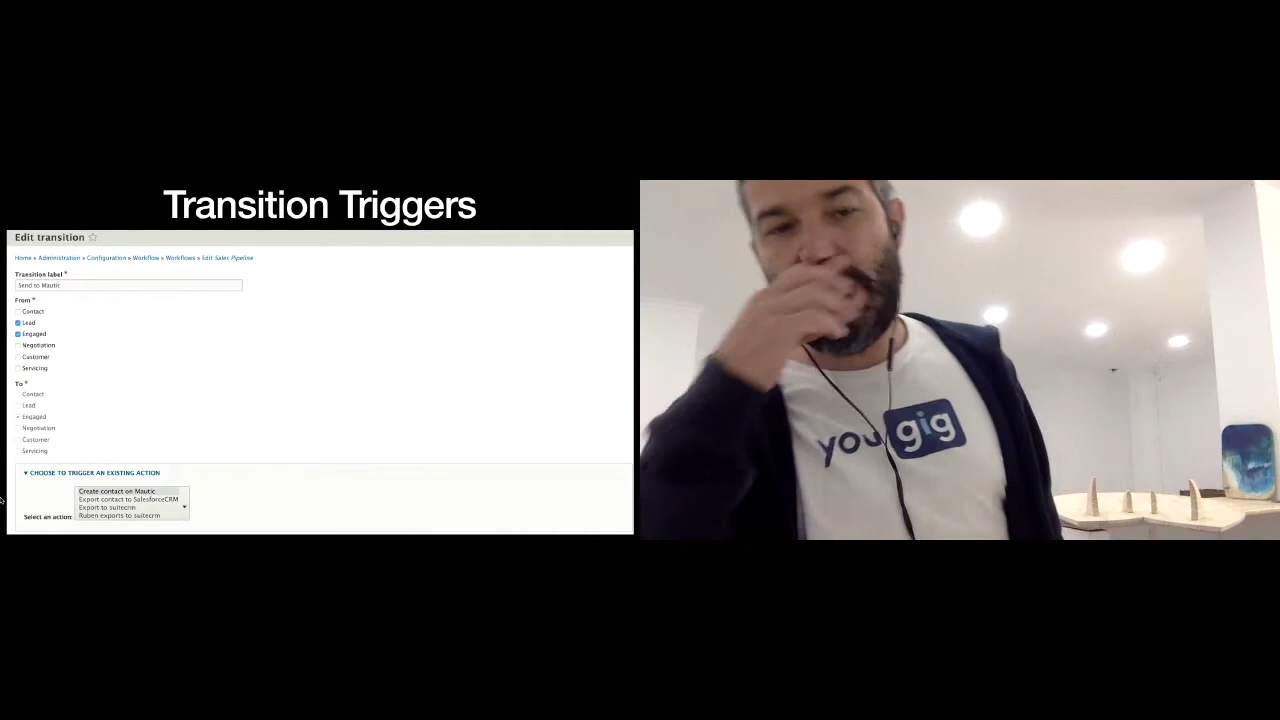 Transition Triggers
Edit transition
Home » Administration » Configuration » Workflow » Workflows » Edit Sales Pipeline
Transition label *
Send to Mautic
From *
Contact
Lead
Engaged
Negotiation
Customer
Servicing
To *
Contact
Lead
Engaged
Negotiation
Customer
Servicing
▾ CHOOSE TO TRIGGER AN EXISTING ACTION
Create contact on Mautic
Export contact to SalesforceCRM
Export to suitecrm
Select an action: Ruben exports to suitecrm
you gig